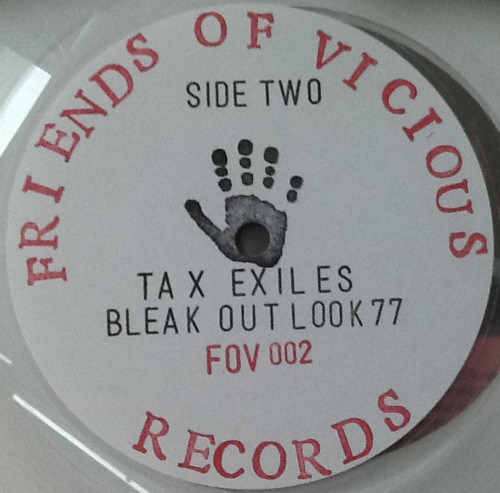 FRIENDS OF VICIOUS
SIDE TWO
TAX EXILES
BLEAK OUTLOOK 77
FOV 002
RECORDS